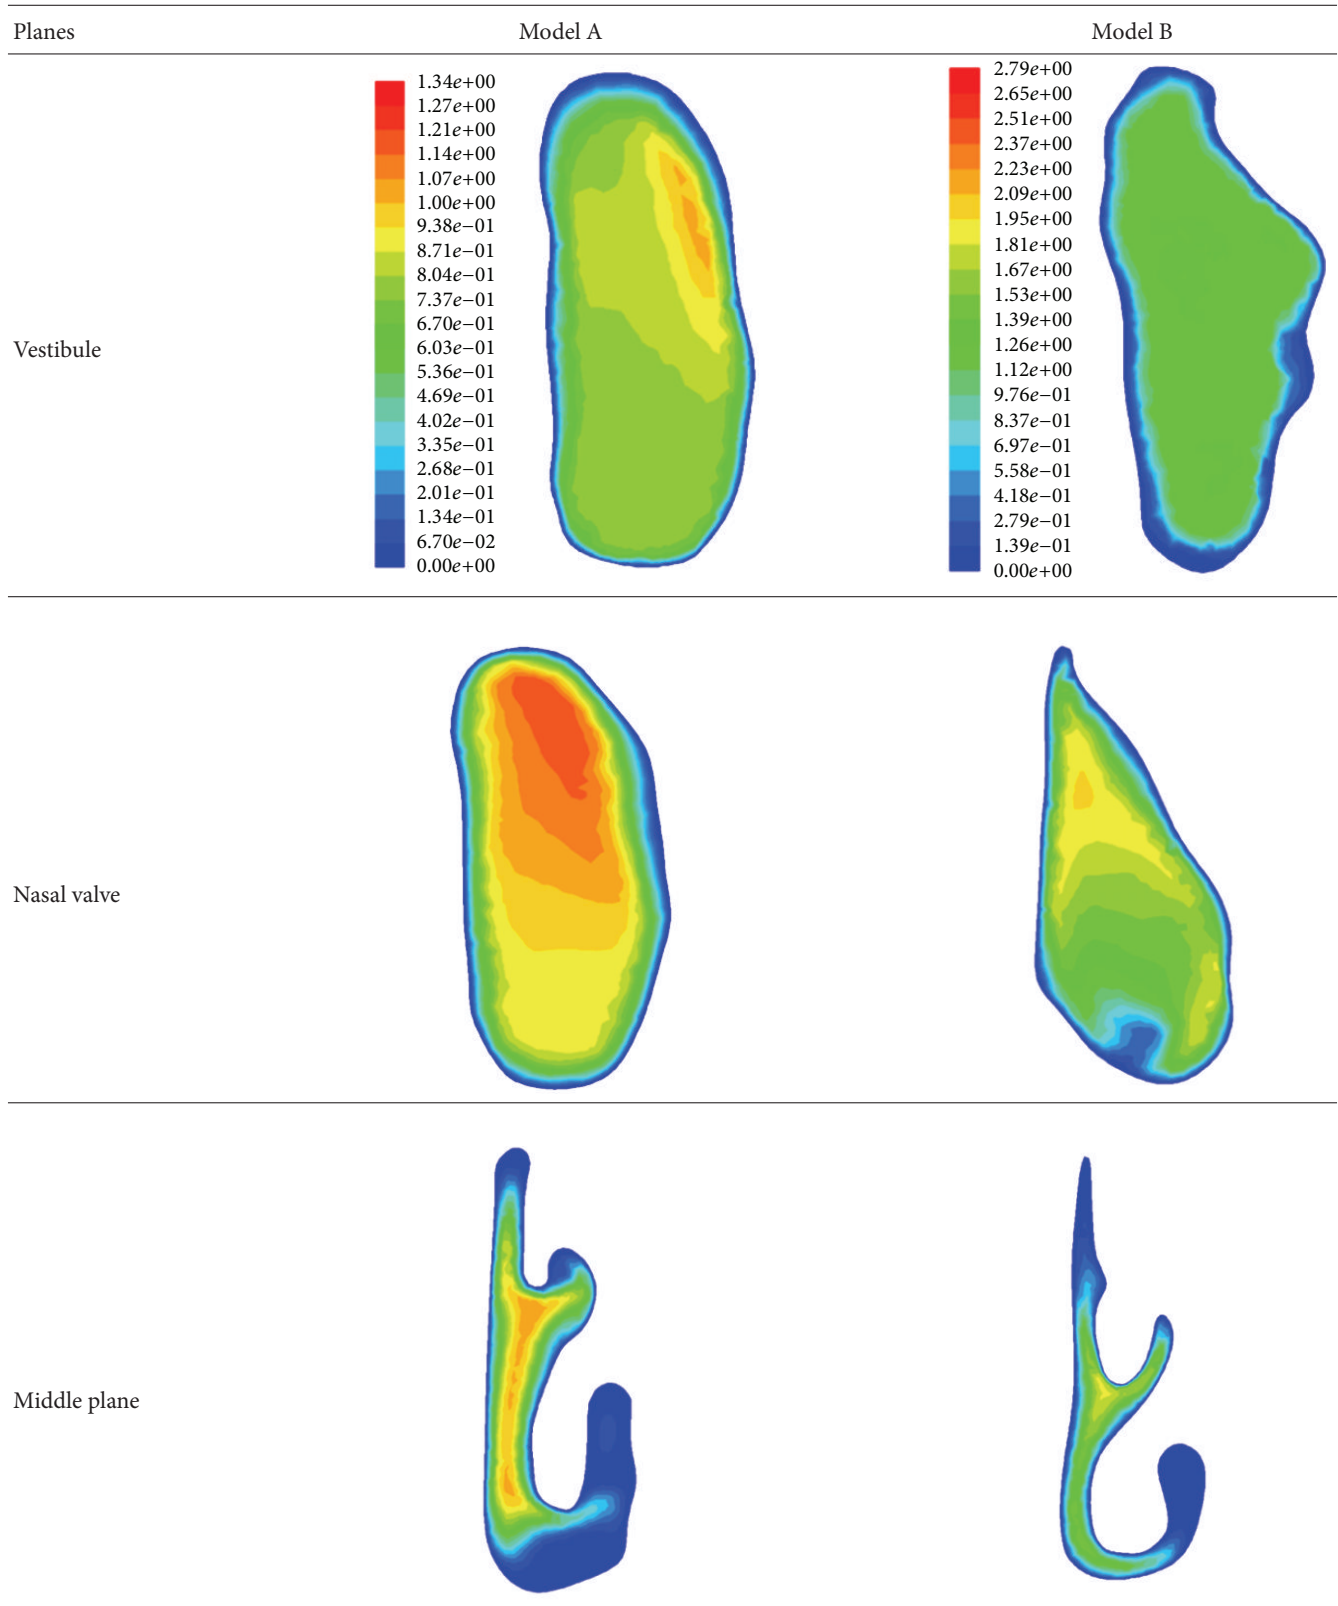 Planes Model A Model B
1.34e+00
1.27e+00
1.21e+00
1.14e+00
1.07e+00
1.00e+00
9.38e−01
8.71e−01
8.04e−01
7.37e−01
6.70e−01
6.03e−01
5.36e−01
4.69e−01
4.02e−01
3.35e−01
2.68e−01
2.01e−01
1.34e−01
6.70e−02
0.00e+00
2.79e+00
2.65e+00
2.51e+00
2.37e+00
2.23e+00
2.09e+00
1.95e+00
1.81e+00
1.67e+00
1.53e+00
1.39e+00
1.26e+00
1.12e+00
9.76e−01
8.37e−01
6.97e−01
5.58e−01
4.18e−01
2.79e−01
1.39e−01
0.00e+00
Vestibule
Nasal valve
Middle plane